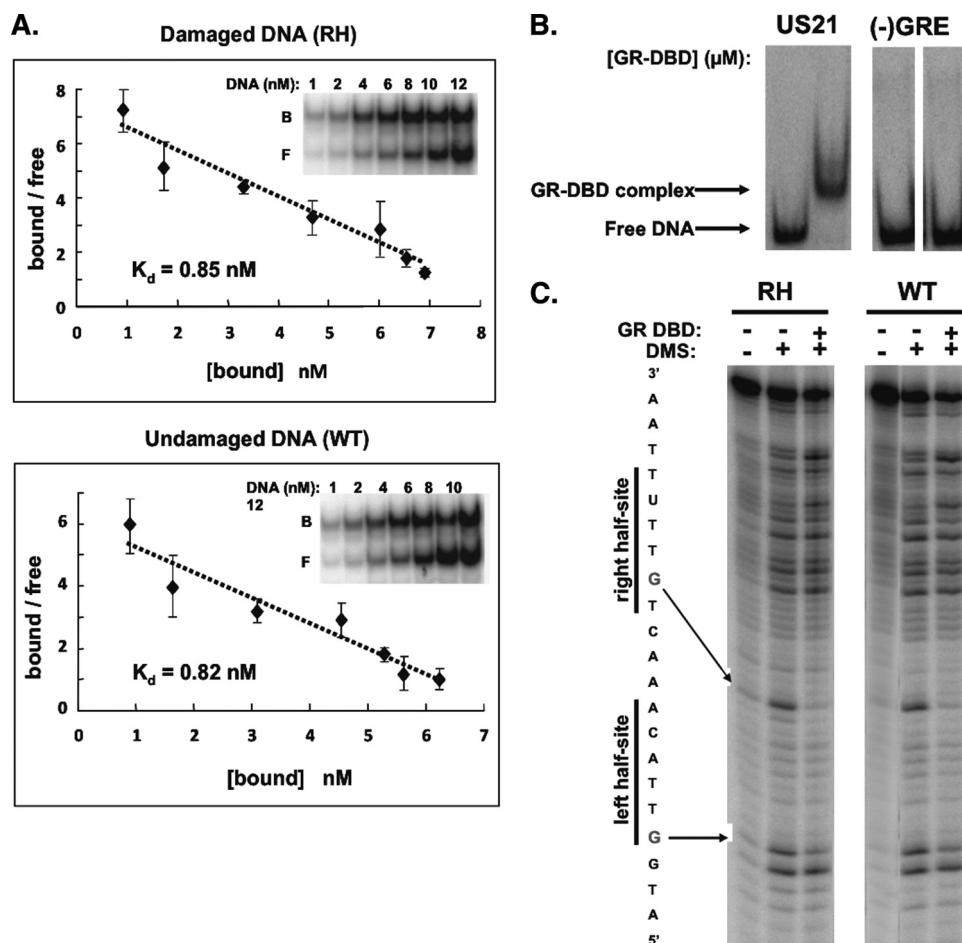 A.
Damaged DNA (RH)
DNA (nM): 1 2 4 6 8 10 12
B
F
8
6
4
2
0
bound / free
Kd = 0.85 nM
1 2 3 4 5 6 7 8
[bound] nM
Undamaged DNA (WT)
DNA (nM): 1 2 4 6 8 10
12
B
F
6
4
2
0
bound / free
Kd = 0.82 nM
0 1 2 3 4 5 6 7
[bound] nM
B.
US21 (-)GRE
[GR-DBD] (µM):
GR-DBD complex
Free DNA
C.
RH WT
GR DBD: - - + - - +
DMS: - + + - + +
3'
A
A
T
T
U
T
T
G
T
C
A
A
A
C
A
T
T
G
G
T
A
5'
right half-site
left half-site